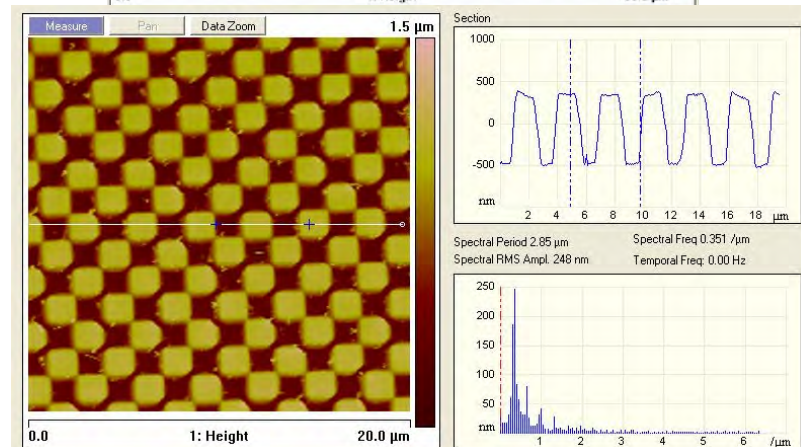 Measure Pan Data Zoom 1.5 µm
0.0 1: Height 20.0 µm
Section
1000
500
0
-500
nm
2 4 6 8 10 12 14 16 18 µm
Spectral Period 2.85 µm Spectral Freq 0.351 /µm
Spectral RMS Ampl. 248 nm Temporal Freq: 0.00 Hz
250
200
150
100
50
nm
1 2 3 4 5 6 /µm